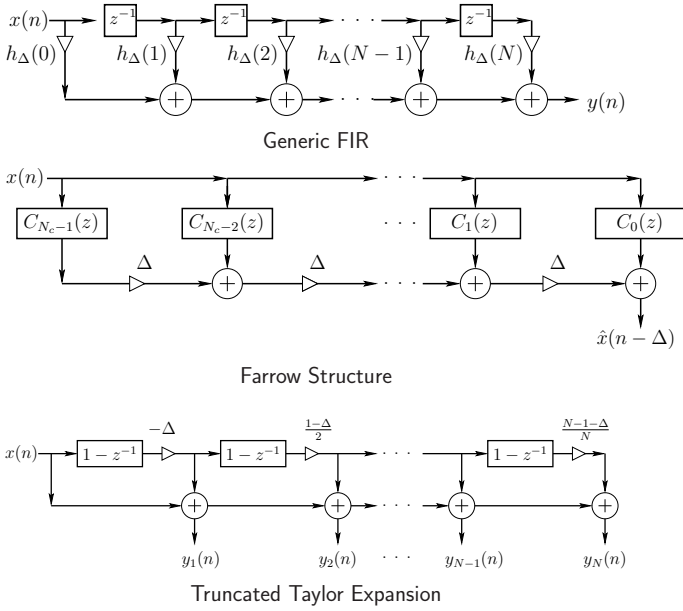 x(n) z⁻¹ z⁻¹ · · · z⁻¹
h_Δ(0) h_Δ(1) h_Δ(2) h_Δ(N − 1) h_Δ(N)
+ + · · · + + y(n)
Generic FIR
x(n) · · ·
C_{N_c−1}(z) C_{N_c−2}(z) · · · C_1(z) C_0(z)
Δ Δ Δ
+ · · · + +
x̂(n − Δ)
Farrow Structure
−Δ (1−Δ)/2 (N−1−Δ)/N
x(n) 1 − z⁻¹ 1 − z⁻¹ · · · 1 − z⁻¹
+ + · · · + +
y_1(n) y_2(n) · · · y_{N−1}(n) y_N(n)
Truncated Taylor Expansion